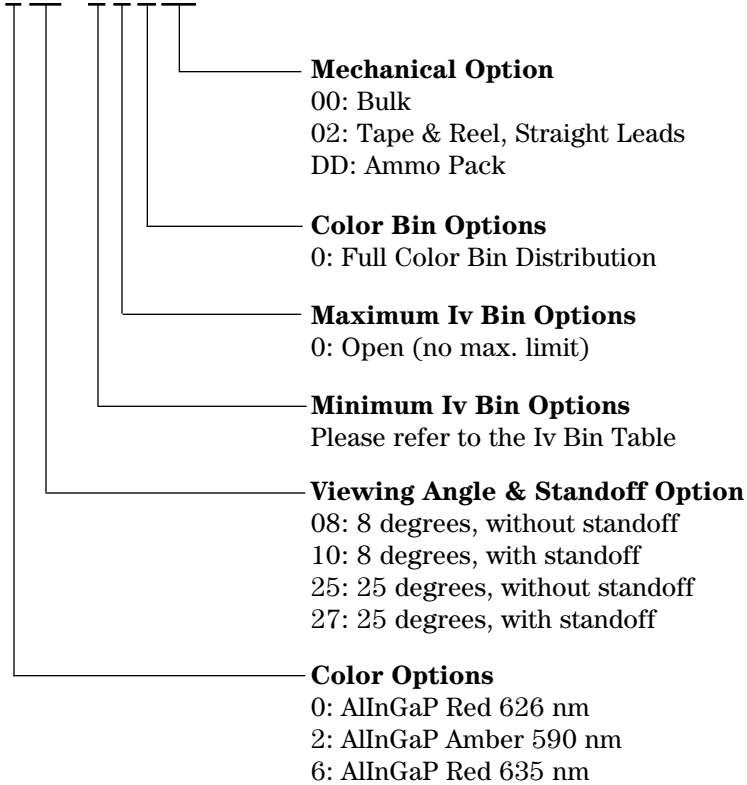 Mechanical Option
00: Bulk
02: Tape & Reel, Straight Leads
DD: Ammo Pack
Color Bin Options
0: Full Color Bin Distribution
Maximum Iv Bin Options
0: Open (no max. limit)
Minimum Iv Bin Options
Please refer to the Iv Bin Table
Viewing Angle & Standoff Option
08: 8 degrees, without standoff
10: 8 degrees, with standoff
25: 25 degrees, without standoff
27: 25 degrees, with standoff
Color Options
0: AlInGaP Red 626 nm
2: AlInGaP Amber 590 nm
6: AlInGaP Red 635 nm